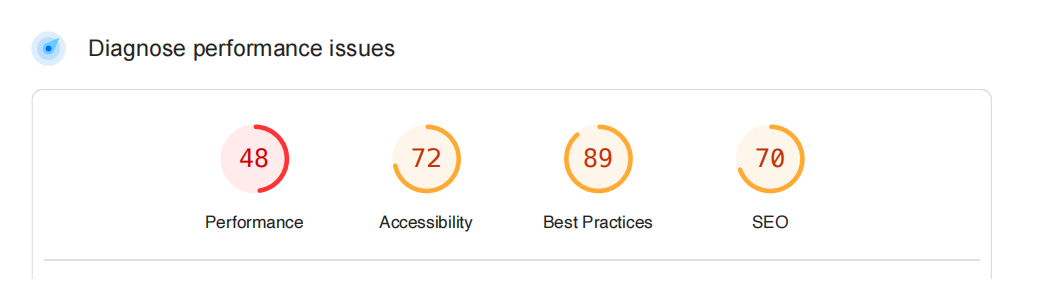 Diagnose performance issues
48 72 89 70
Performance Accessibility Best Practices SEO